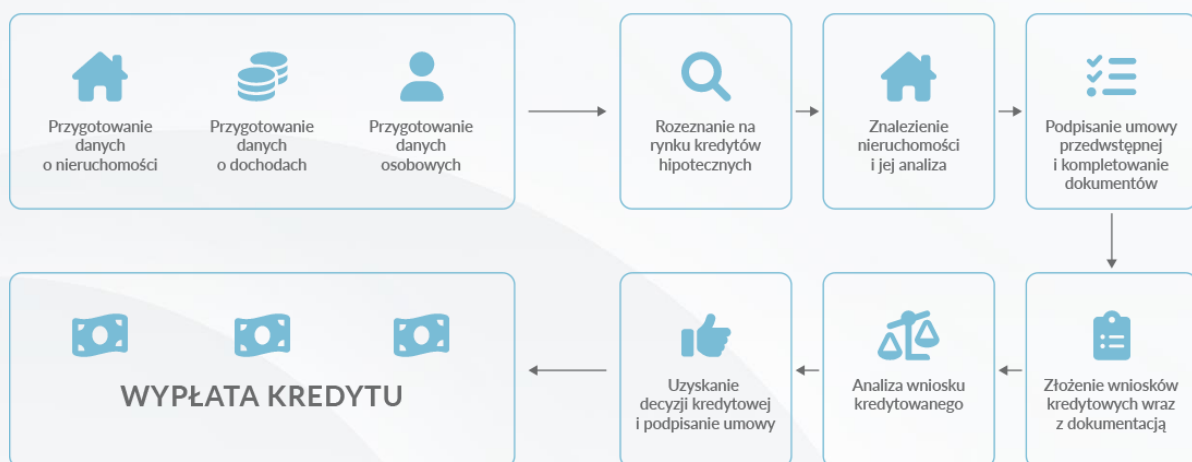 Przygotowanie
danych
o nieruchomości
Przygotowanie
danych
o dochodach
Przygotowanie
danych
osobowych
Rozeznanie na
rynku kredytów
hipotecznych
Znalezienie
nieruchomości
i jej analiza
Podpisanie umowy
przedwstępnej
i kompletowanie
dokumentów
Złożenie wniosków
kredytowych wraz
z dokumentacją
Analiza wniosku
kredytowanego
Uzyskanie
decyzji kredytowej
i podpisanie umowy
WYPŁATA KREDYTU